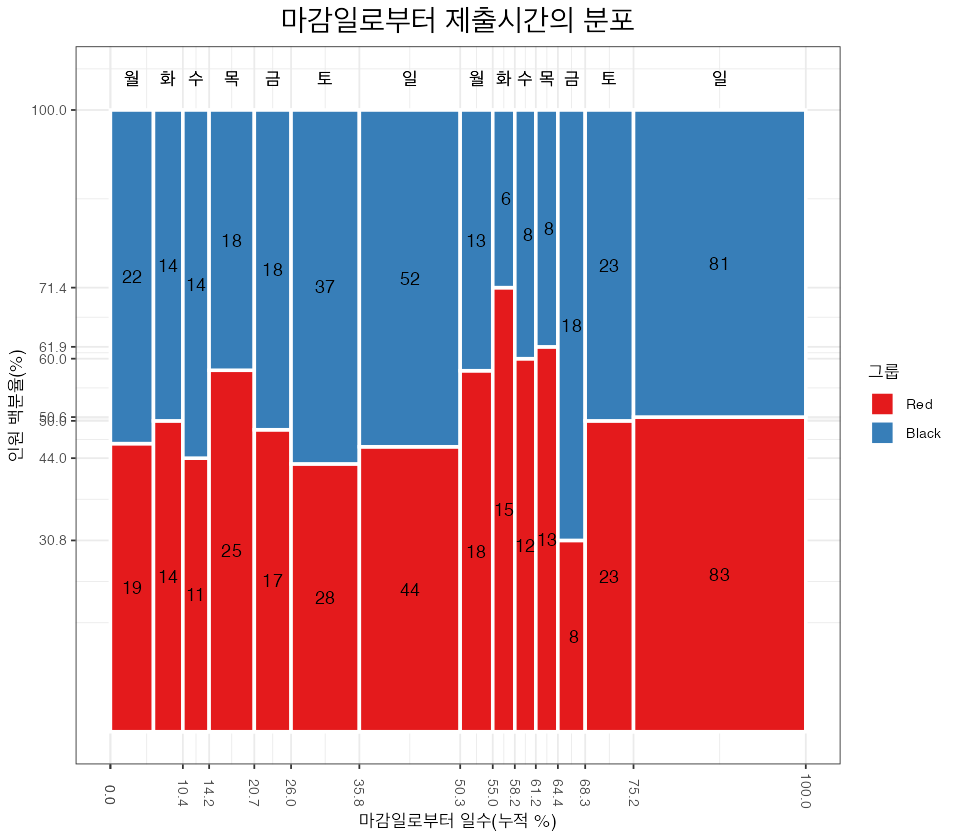 마감일로부터 제출시간의 분포
월 화 수 목 금 토 일 월 화 수 목 금 토 일
100.0
71.4
61.9
60.0
50.6
50.0
44.0
30.8
인원 백분율(%)
22 14 14 18 18 37 52 13 6 8 8 18 23 81
19 14 11 25 17 28 44 18 15 12 13 8 23 83
0.0 10.4 14.2 20.7 26.0 35.8 50.3 55.0 58.2 61.2 64.4 68.3 75.2 100.0
마감일로부터 일수(누적 %)
그룹
Red
Black